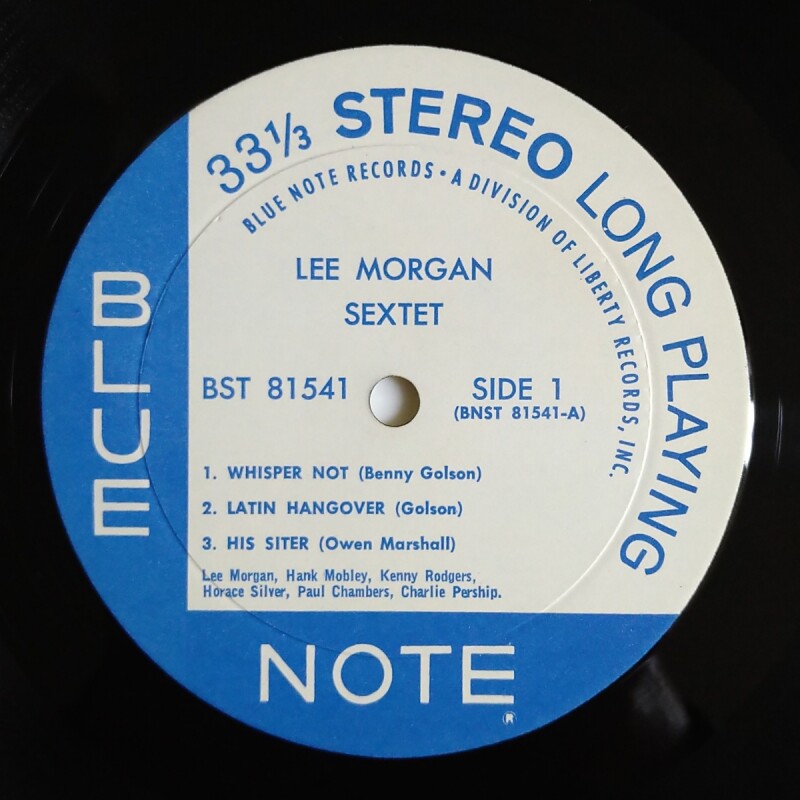 33⅓ STEREO LONG PLAYING
BLUE NOTE RECORDS • A DIVISION OF LIBERTY RECORDS, INC.
LEE MORGAN
SEXTET
BST 81541
SIDE 1
(BNST 81541-A)
1. WHISPER NOT (Benny Golson)
2. LATIN HANGOVER (Golson)
3. HIS SITER (Owen Marshall)
Lee Morgan, Hank Mobley, Kenny Rodgers,
Horace Silver, Paul Chambers, Charlie Pership.
BLUE
NOTE
®